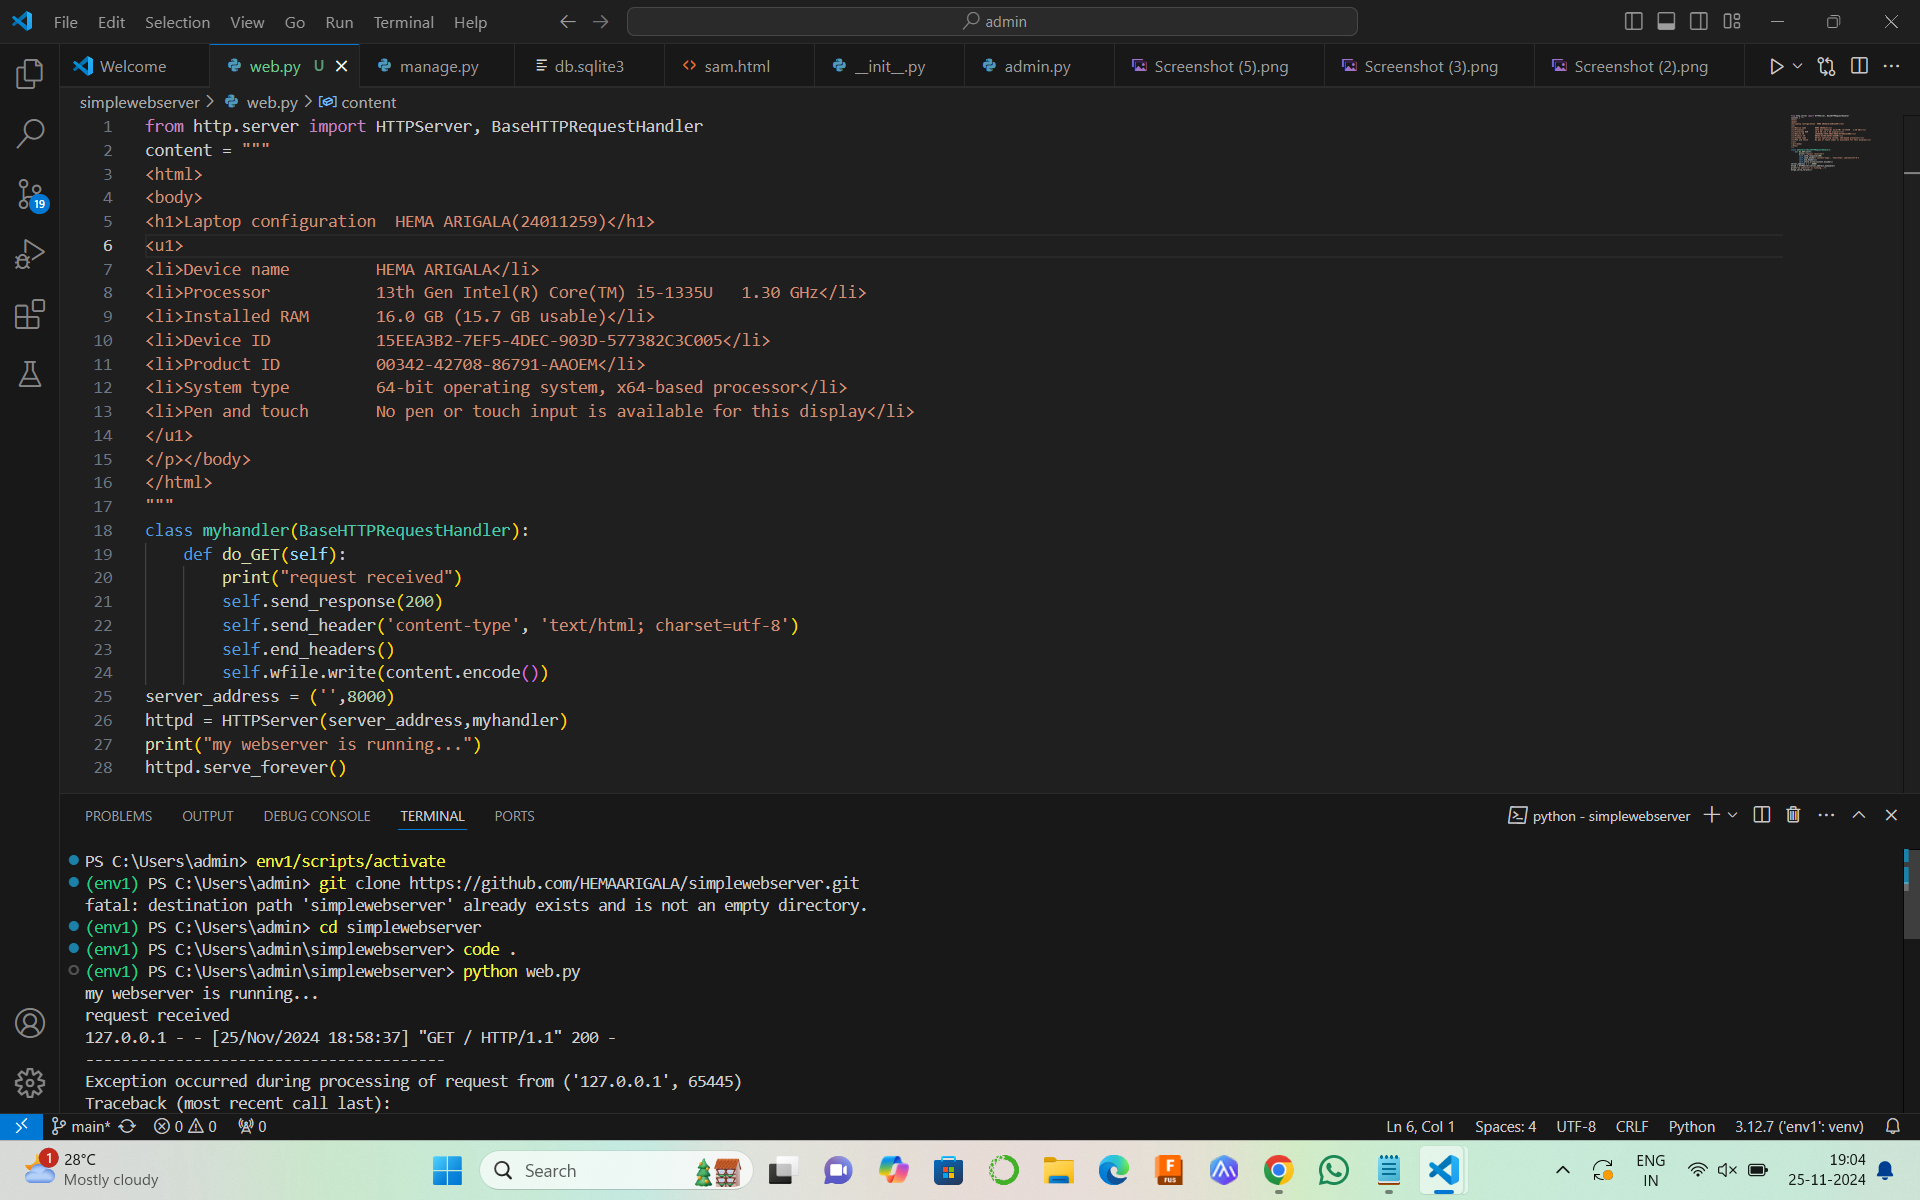 File Edit Selection View Go Run Terminal Help admin
Welcome web.py U manage.py db.sqlite3 sam.html __init__.py admin.py Screenshot (5).png Screenshot (3).png Screenshot (2).png
simplewebserver > web.py > content
1 from http.server import HTTPServer, BaseHTTPRequestHandler
2 content = """
3 <html>
4 <body>
5 <h1>Laptop configuration  HEMA ARIGALA(24011259)</h1>
6 <u1>
7 <li>Device name         HEMA ARIGALA</li>
8 <li>Processor           13th Gen Intel(R) Core(TM) i5-1335U   1.30 GHz</li>
9 <li>Installed RAM       16.0 GB (15.7 GB usable)</li>
10 <li>Device ID           15EEA3B2-7EF5-4DEC-903D-577382C3C005</li>
11 <li>Product ID          00342-42708-86791-AAOEM</li>
12 <li>System type         64-bit operating system, x64-based processor</li>
13 <li>Pen and touch       No pen or touch input is available for this display</li>
14 </u1>
15 </p></body>
16 </html>
17 """
18 class myhandler(BaseHTTPRequestHandler):
19     def do_GET(self):
20         print("request received")
21         self.send_response(200)
22         self.send_header('content-type', 'text/html; charset=utf-8')
23         self.end_headers()
24         self.wfile.write(content.encode())
25 server_address = ('',8000)
26 httpd = HTTPServer(server_address,myhandler)
27 print("my webserver is running...")
28 httpd.serve_forever()
PROBLEMS OUTPUT DEBUG CONSOLE TERMINAL PORTS python - simplewebserver
PS C:\Users\admin> env1/scripts/activate
(env1) PS C:\Users\admin> git clone https://github.com/HEMAARIGALA/simplewebserver.git
fatal: destination path 'simplewebserver' already exists and is not an empty directory.
(env1) PS C:\Users\admin> cd simplewebserver
(env1) PS C:\Users\admin\simplewebserver> code .
(env1) PS C:\Users\admin\simplewebserver> python web.py
my webserver is running...
request received
127.0.0.1 - - [25/Nov/2024 18:58:37] "GET / HTTP/1.1" 200 -
----------------------------------------
Exception occurred during processing of request from ('127.0.0.1', 65445)
Traceback (most recent call last):
19
main* 0 0 0 Ln 6, Col 1 Spaces: 4 UTF-8 CRLF Python 3.12.7 ('env1': venv)
1 28°C
Mostly cloudy
Search
FUS
ENG
IN
19:04
25-11-2024